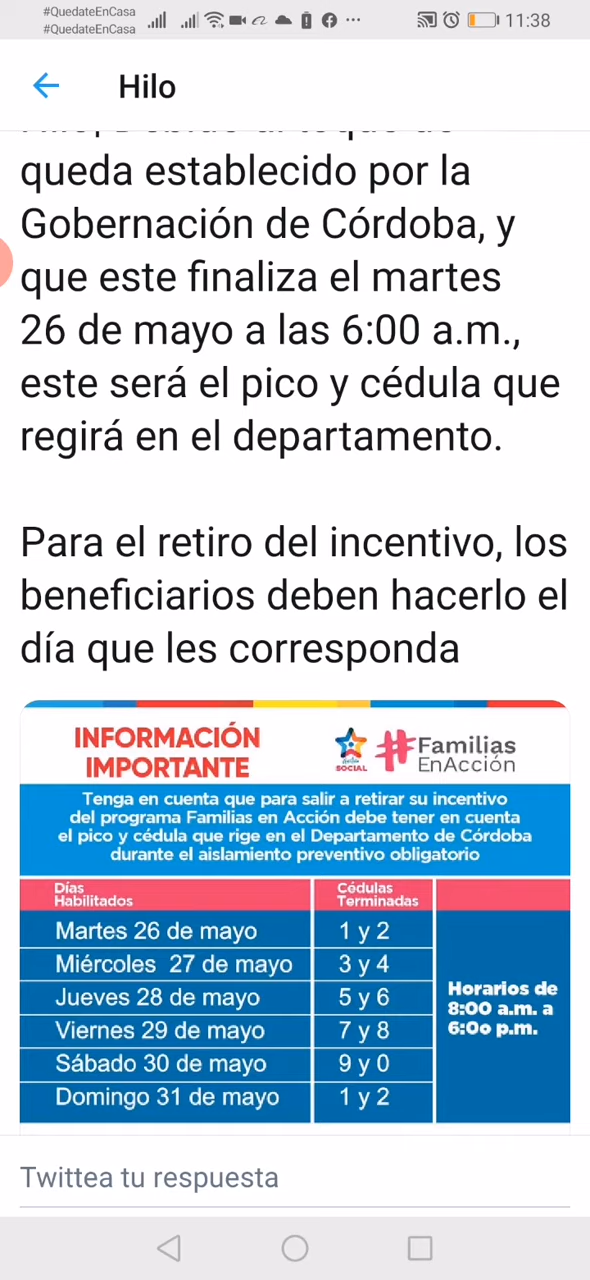 #QuedateEnCasa
#QuedateEnCasa
11:38
Hilo
queda establecido por la
Gobernación de Córdoba, y
que este finaliza el martes
26 de mayo a las 6:00 a.m.,
este será el pico y cédula que
regirá en el departamento.
Para el retiro del incentivo, los
beneficiarios deben hacerlo el
día que les corresponda
INFORMACIÓN
IMPORTANTE
SOCIAL
#Familias
EnAcción
Tenga en cuenta que para salir a retirar su incentivo
del programa Familias en Acción debe tener en cuenta
el pico y cédula que rige en el Departamento de Córdoba
durante el aislamiento preventivo obligatorio
Días
Habilitados
Cédulas
Terminadas
Martes 26 de mayo 1 y 2
Miércoles 27 de mayo 3 y 4
Jueves 28 de mayo 5 y 6
Viernes 29 de mayo 7 y 8
Sábado 30 de mayo 9 y 0
Domingo 31 de mayo 1 y 2
Horarios de
8:00 a.m. a
6:0o p.m.
Twittea tu respuesta